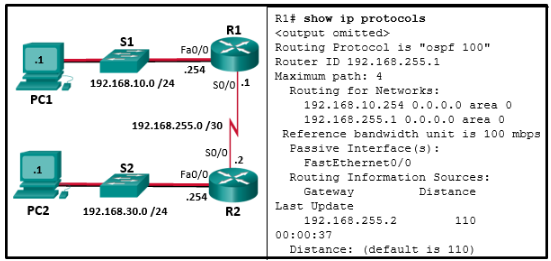 S1
R1
Fa0/0
.1
.254
192.168.10.0 /24
S0/0
.1
PC1
192.168.255.0 /30
S0/0
.2
S2
Fa0/0
.1
.254
192.168.30.0 /24
PC2
R2
R1# show ip protocols
<output omitted>
Routing Protocol is "ospf 100"
Router ID 192.168.255.1
Maximum path: 4
Routing for Networks:
192.168.10.254 0.0.0.0 area 0
192.168.255.1 0.0.0.0 area 0
Reference bandwidth unit is 100 mbps
Passive Interface(s):
FastEthernet0/0
Routing Information Sources:
Gateway Distance
Last Update
192.168.255.2 110
00:00:37
Distance: (default is 110)